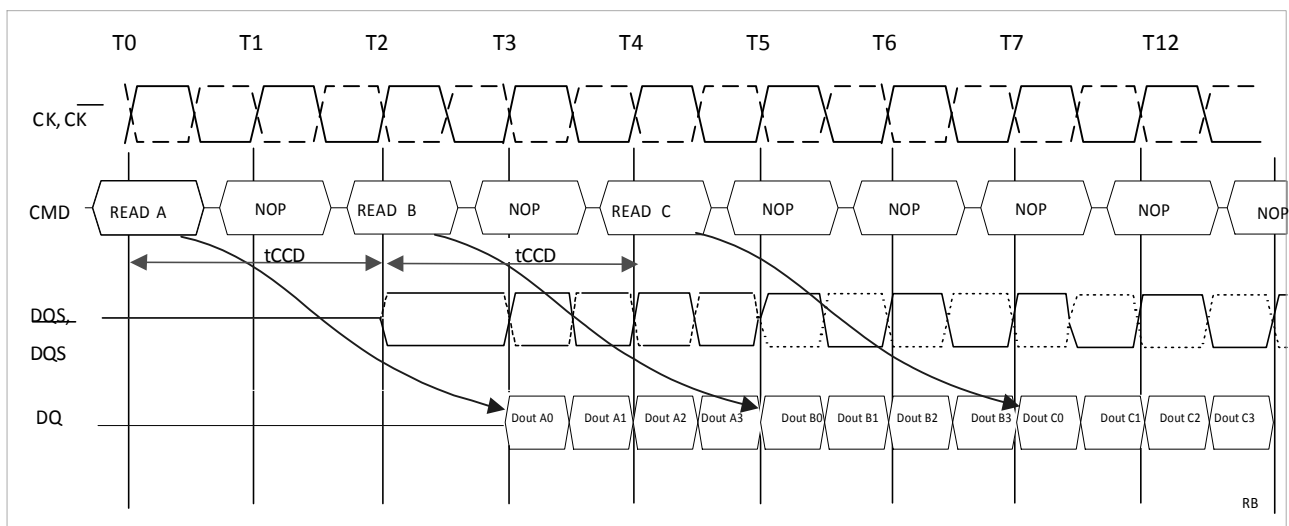 T0 T1 T2 T3 T4 T5 T6 T7 T12
CK, CK
CMD READ A NOP READ B NOP READ C NOP NOP NOP NOP NOP
tCCD tCCD
DQS,
DQS
DQ Dout A0 Dout A1 Dout A2 Dout A3 Dout B0 Dout B1 Dout B2 Dout B3 Dout C0 Dout C1 Dout C2 Dout C3
RB